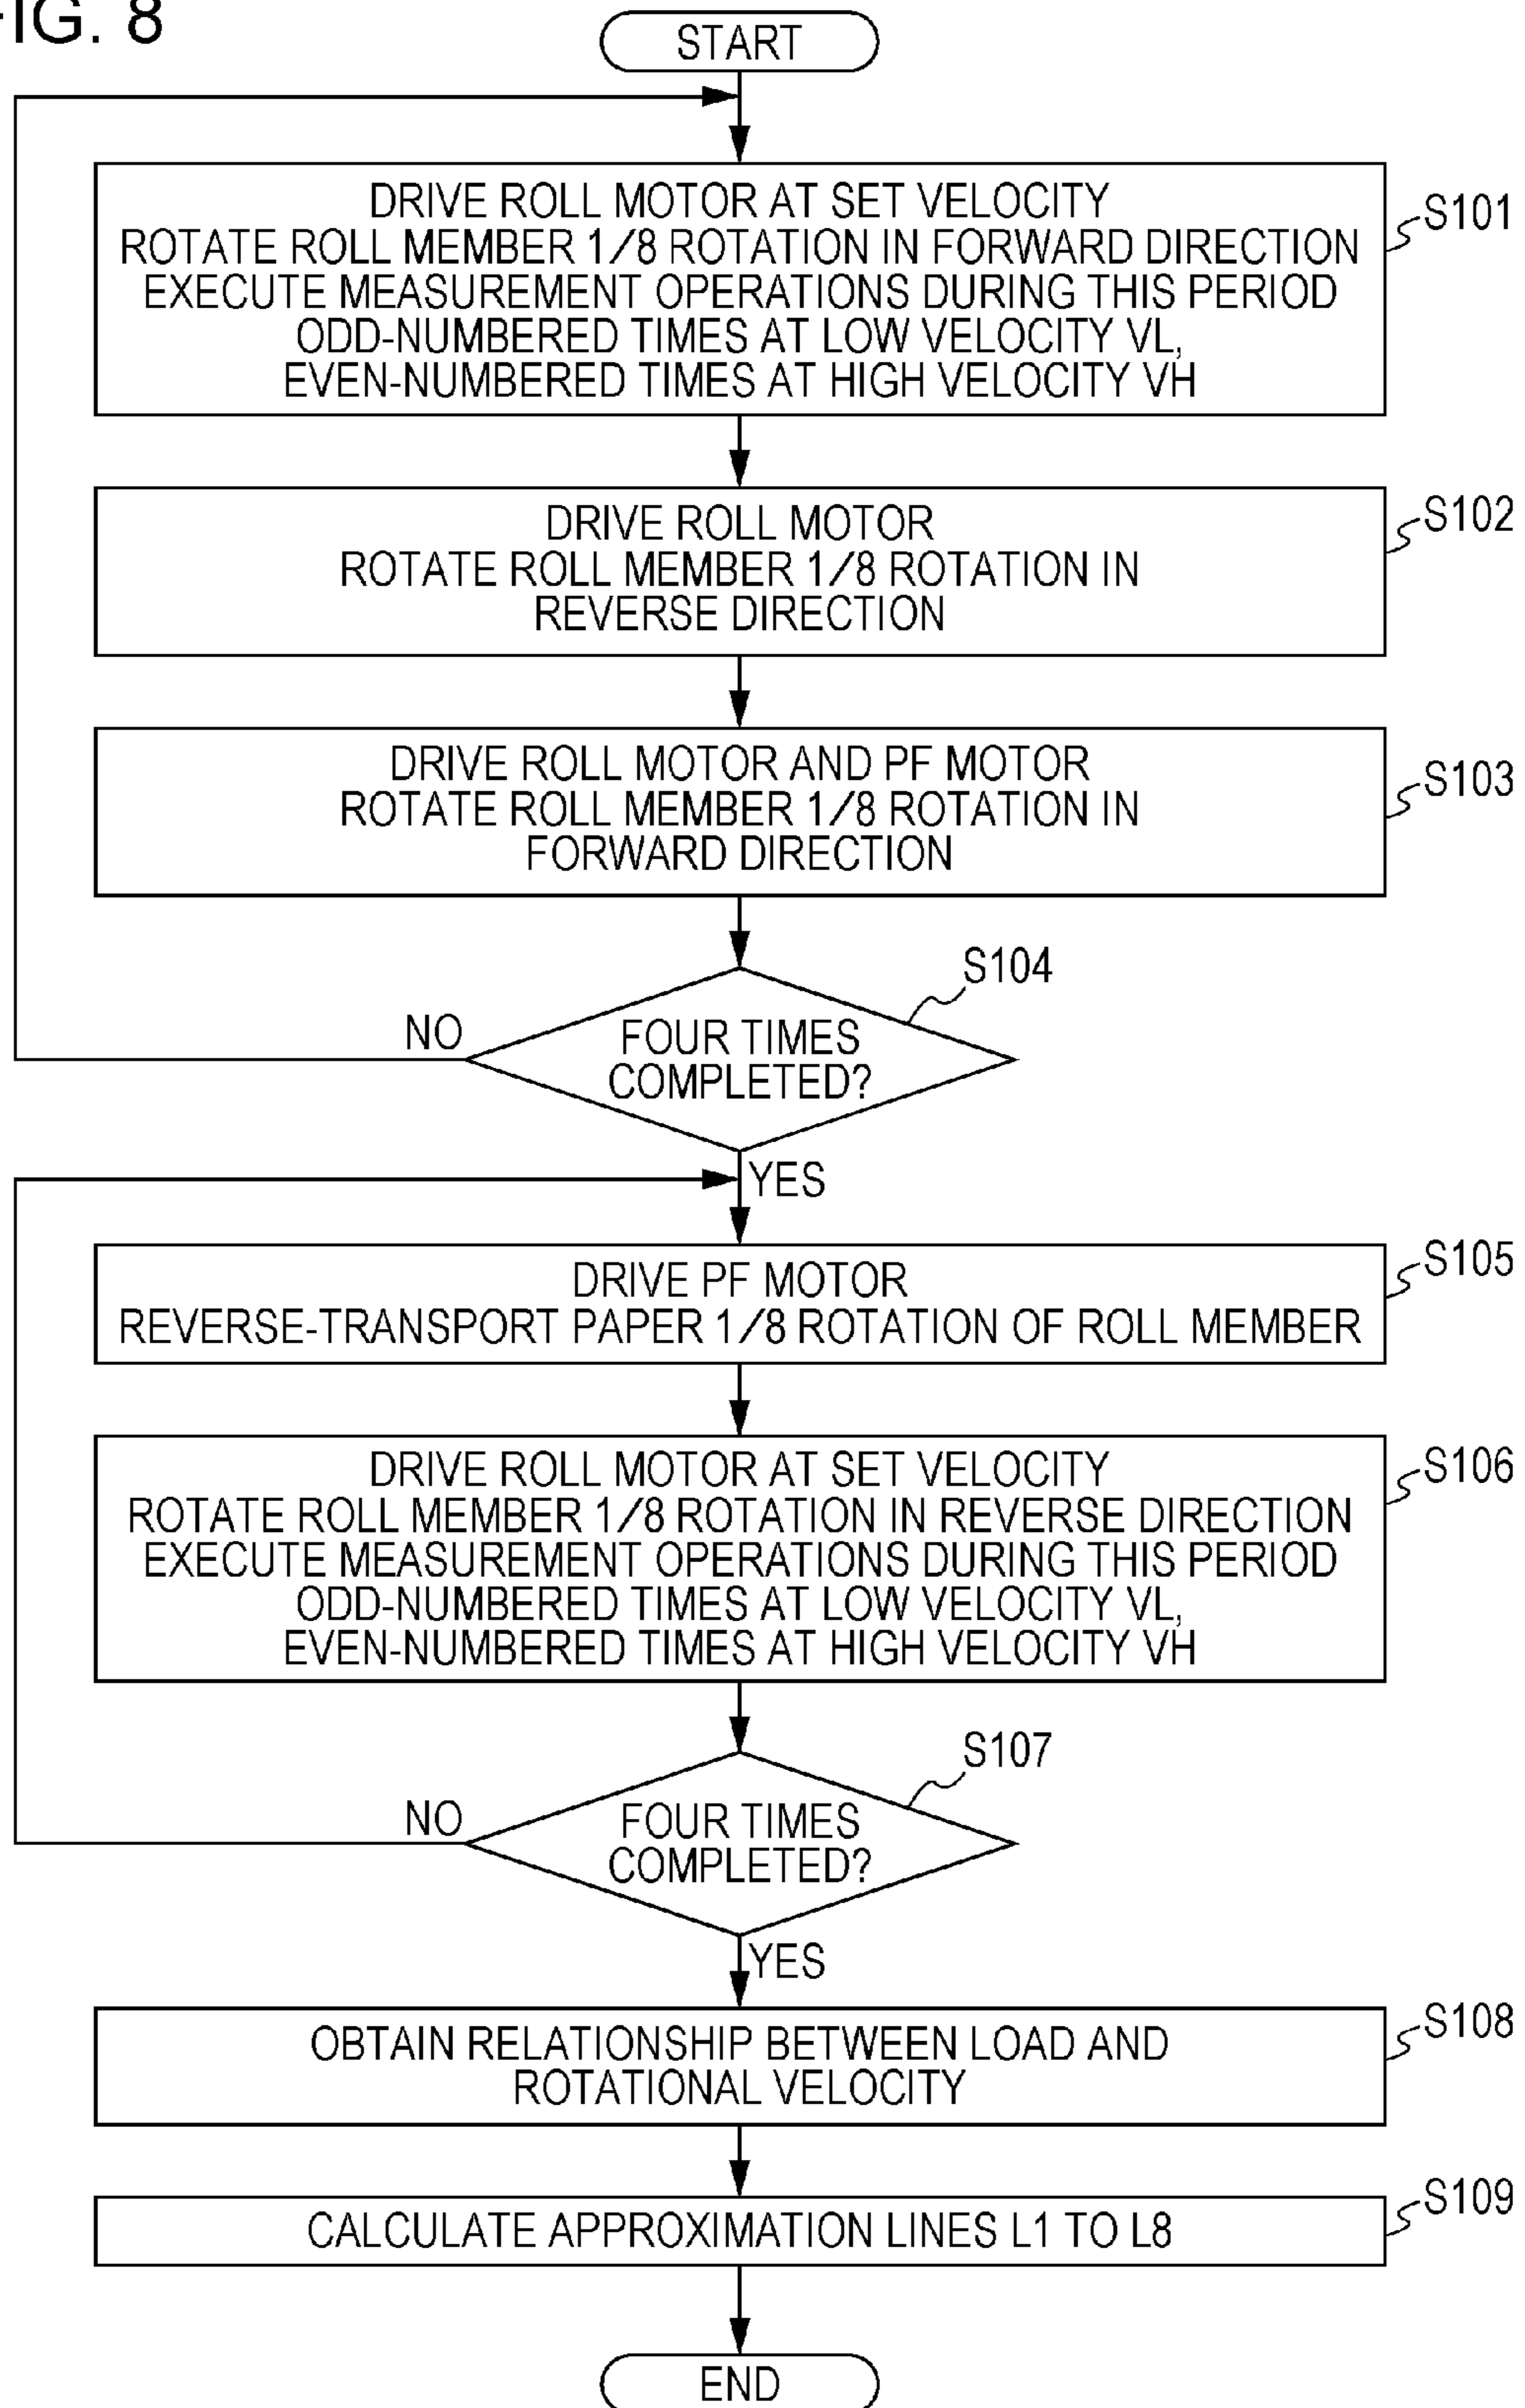 FIG. 8
START
DRIVE ROLL MOTOR AT SET VELOCITY
ROTATE ROLL MEMBER 1/8 ROTATION IN FORWARD DIRECTION
EXECUTE MEASUREMENT OPERATIONS DURING THIS PERIOD
ODD-NUMBERED TIMES AT LOW VELOCITY VL,
EVEN-NUMBERED TIMES AT HIGH VELOCITY VH
S101
DRIVE ROLL MOTOR
ROTATE ROLL MEMBER 1/8 ROTATION IN
REVERSE DIRECTION
S102
DRIVE ROLL MOTOR AND PF MOTOR
ROTATE ROLL MEMBER 1/8 ROTATION IN
FORWARD DIRECTION
S103
S104
NO
FOUR TIMES
COMPLETED?
YES
DRIVE PF MOTOR
REVERSE-TRANSPORT PAPER 1/8 ROTATION OF ROLL MEMBER
S105
DRIVE ROLL MOTOR AT SET VELOCITY
ROTATE ROLL MEMBER 1/8 ROTATION IN REVERSE DIRECTION
EXECUTE MEASUREMENT OPERATIONS DURING THIS PERIOD
ODD-NUMBERED TIMES AT LOW VELOCITY VL,
EVEN-NUMBERED TIMES AT HIGH VELOCITY VH
S106
S107
NO
FOUR TIMES
COMPLETED?
YES
OBTAIN RELATIONSHIP BETWEEN LOAD AND
ROTATIONAL VELOCITY
S108
CALCULATE APPROXIMATION LINES L1 TO L8
S109
END